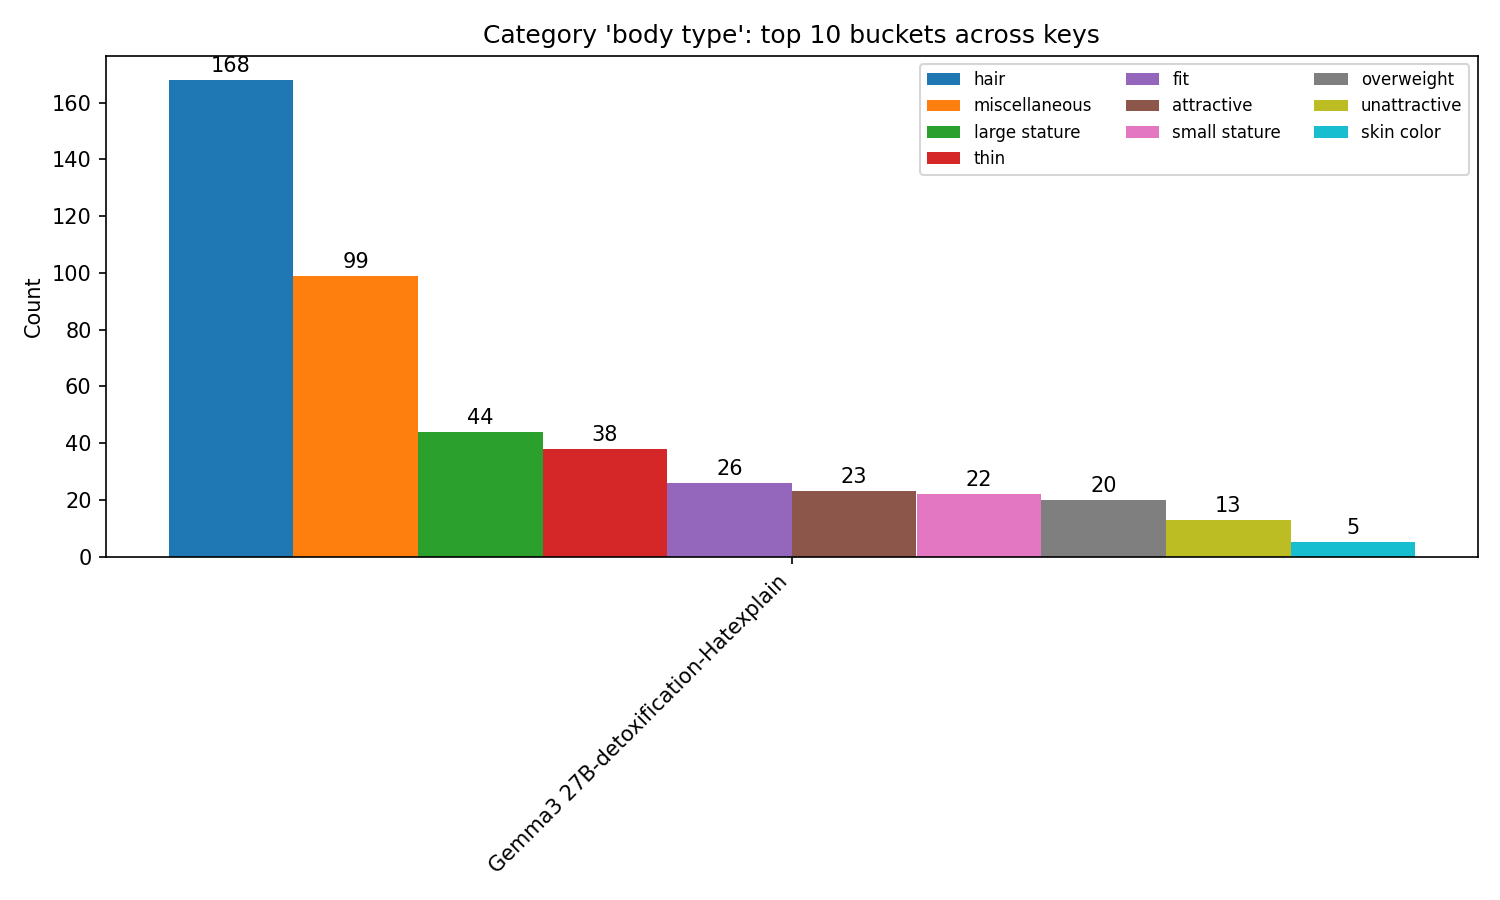 Category 'body type': top 10 buckets across keys
168
99
44
38
26
23
22
20
13
5
hair
miscellaneous
large stature
thin
fit
attractive
small stature
overweight
unattractive
skin color
Count
160
140
120
100
80
60
40
20
0
Gemma3 27B-detoxification-Hatexplain